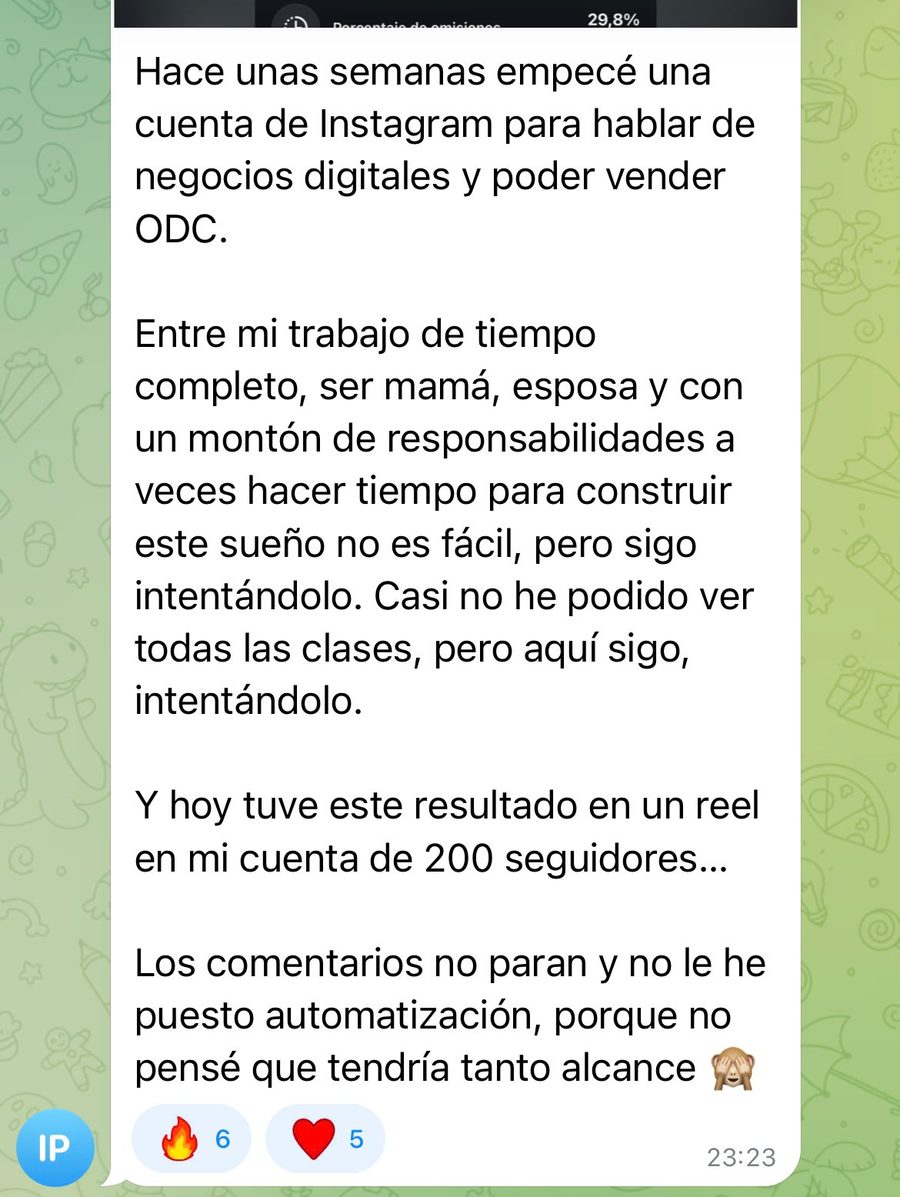 Porcentaje de emisiones
29,8%
Hace unas semanas empecé una
cuenta de Instagram para hablar de
negocios digitales y poder vender
ODC.
Entre mi trabajo de tiempo
completo, ser mamá, esposa y con
un montón de responsabilidades a
veces hacer tiempo para construir
este sueño no es fácil, pero sigo
intentándolo. Casi no he podido ver
todas las clases, pero aquí sigo,
intentándolo.
Y hoy tuve este resultado en un reel
en mi cuenta de 200 seguidores...
Los comentarios no paran y no le he
puesto automatización, porque no
pensé que tendría tanto alcance 🙈
🔥 6 ❤️ 5
23:23
IP